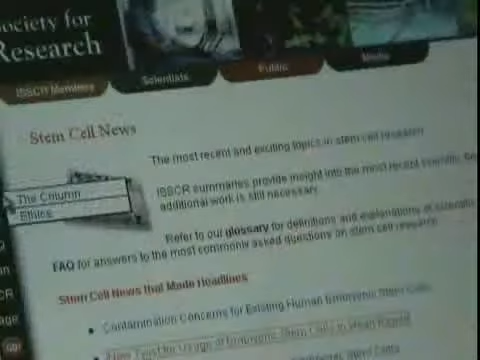 Society for
Research
ISSCR Members
Scientists
Public
Media
Stem Cell News
The most recent and exciting topics in stem cell research
The Column
Ethics
ISSCR summaries provide insight into the most recent scientific
additional work is still necessary.
Refer to our glossary for definitions and explanations of scientific
FAQ for answers to the most commonly asked questions on stem cell research.
Stem Cell News that Made Headlines
Contamination Concerns for Existing Human Embryonic Stem Cells
GO!